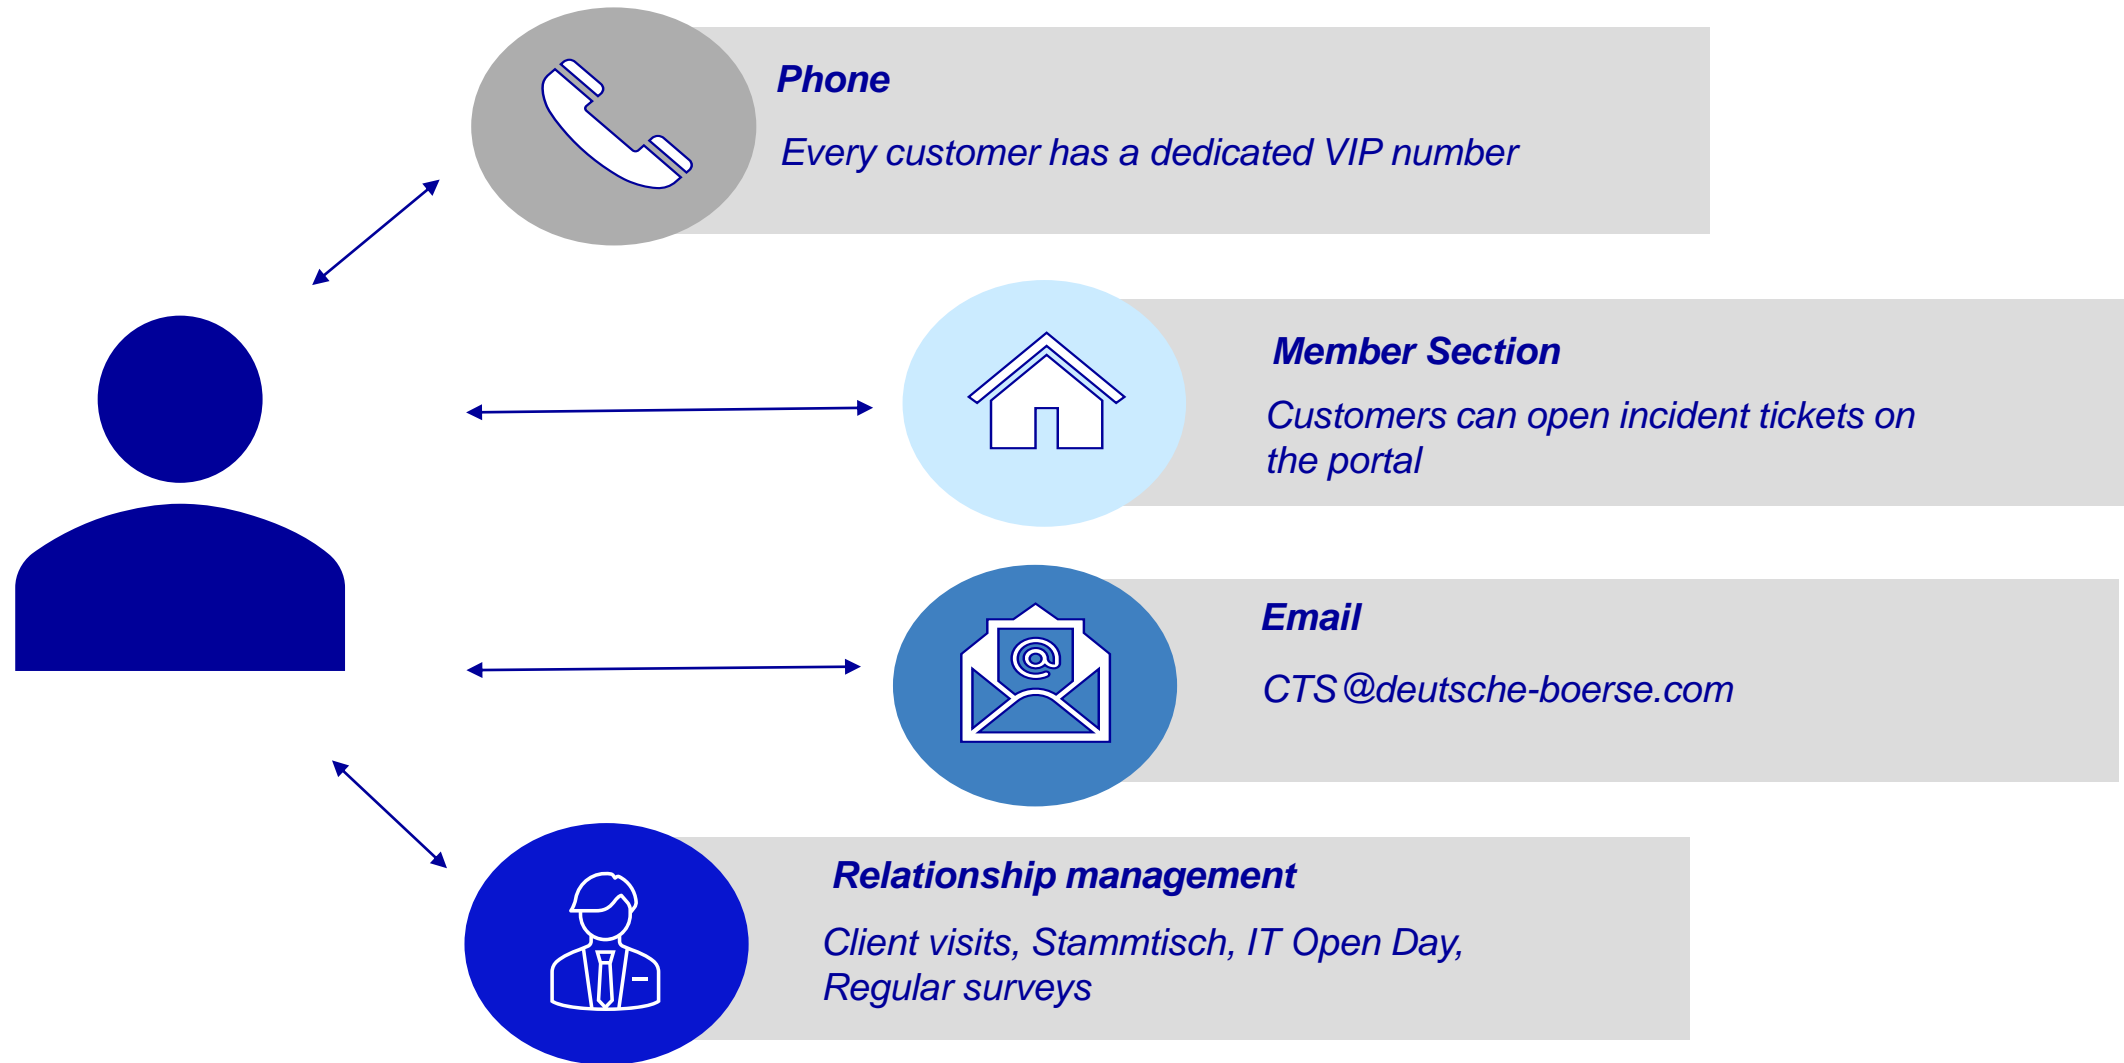 Phone
Every customer has a dedicated VIP number
Member Section
Customers can open incident tickets on
the portal
@
Email
CTS@deutsche-boerse.com
Relationship management
Client visits, Stammtisch, IT Open Day,
Regular surveys